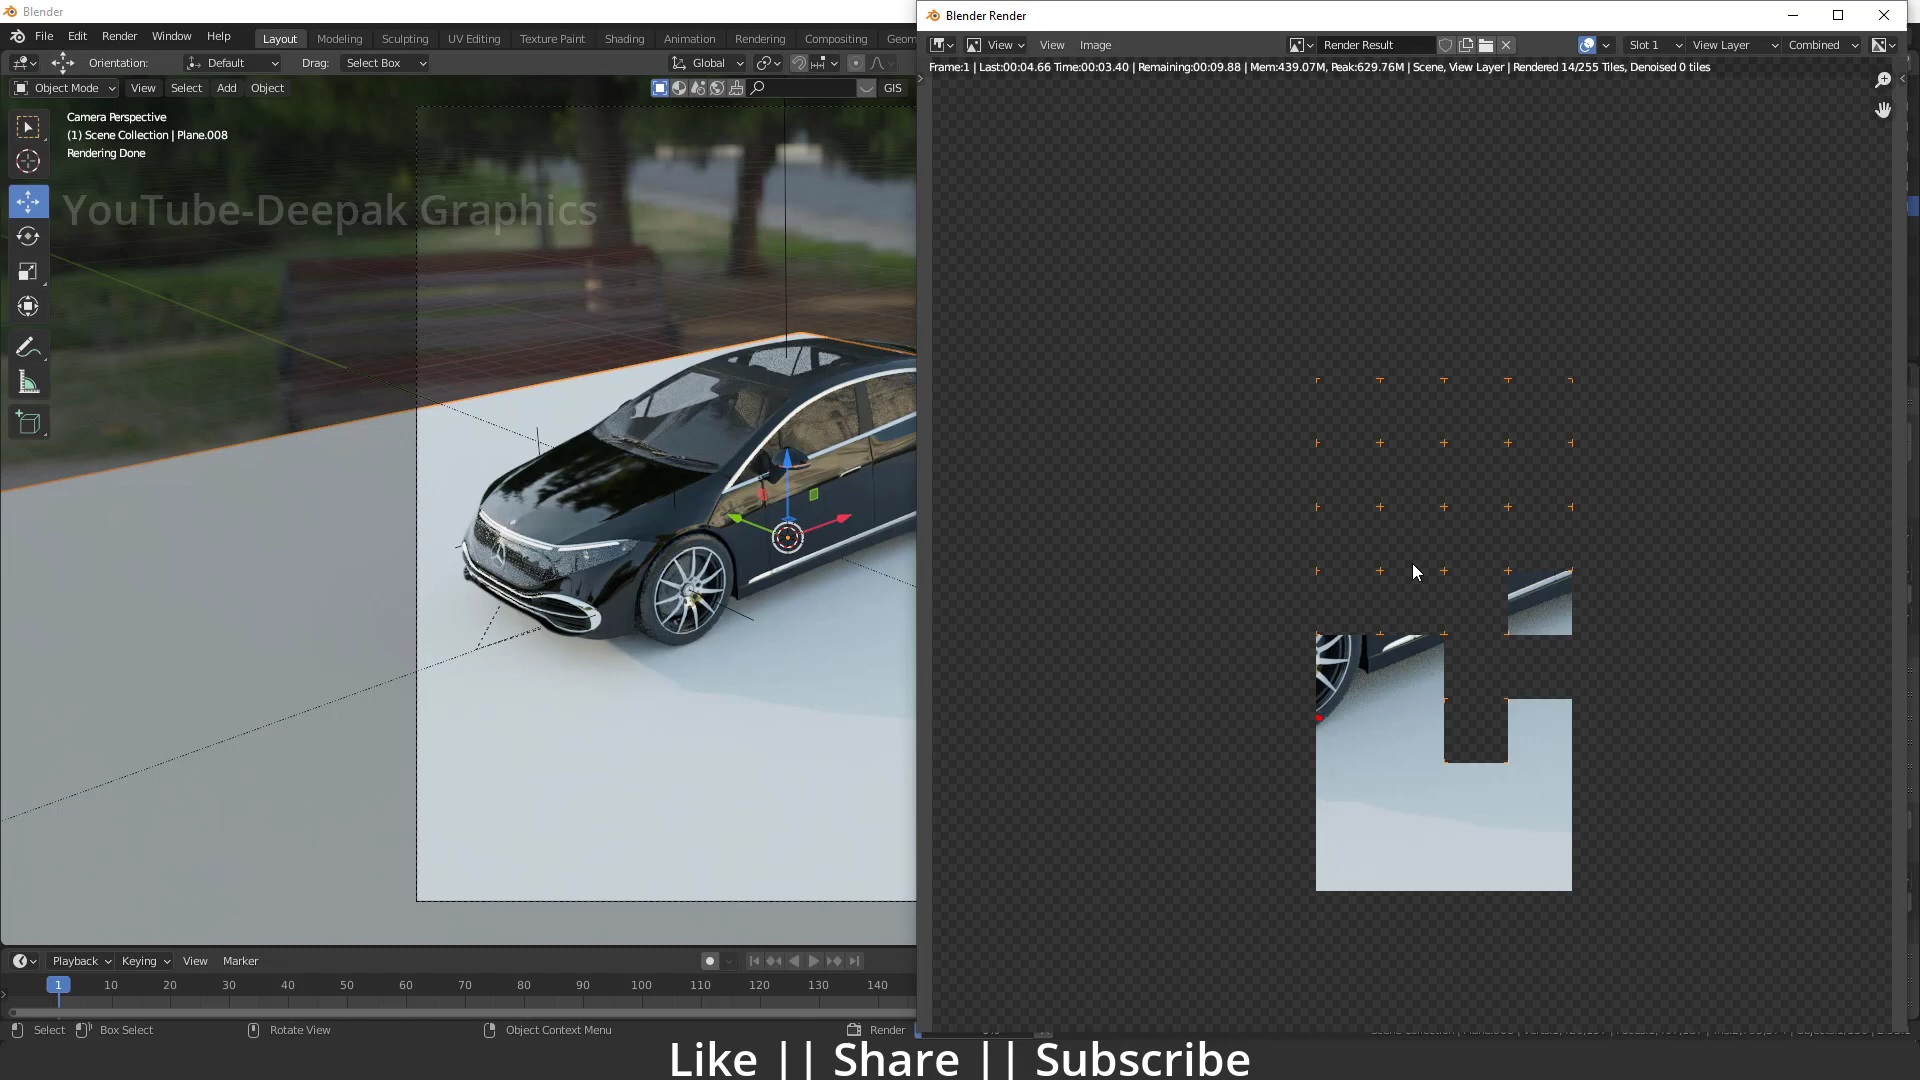 Blender
File Edit Render Window Help
Layout Modeling Sculpting UV Editing Texture Paint Shading Animation Rendering Compositing Geom
Orientation: Default Drag: Select Box Global
Object Mode View Select Add Object GIS
Camera Perspective
(1) Scene Collection | Plane.008
Rendering Done
YouTube-Deepak Graphics
Blender Render
View View Image Render Result Slot 1 View Layer Combined
Frame:1 | Last:00:04.66 Time:00:03.40 | Remaining:00:09.88 | Mem:439.07M, Peak:629.76M | Scene, View Layer | Rendered 14/255 Tiles, Denoised 0 tiles
Playback Keying View Marker
1 10 20 30 40 50 60 70 80 90 100 110 120 130 140
Select Box Select Rotate View Object Context Menu Render
Like || Share || Subscribe